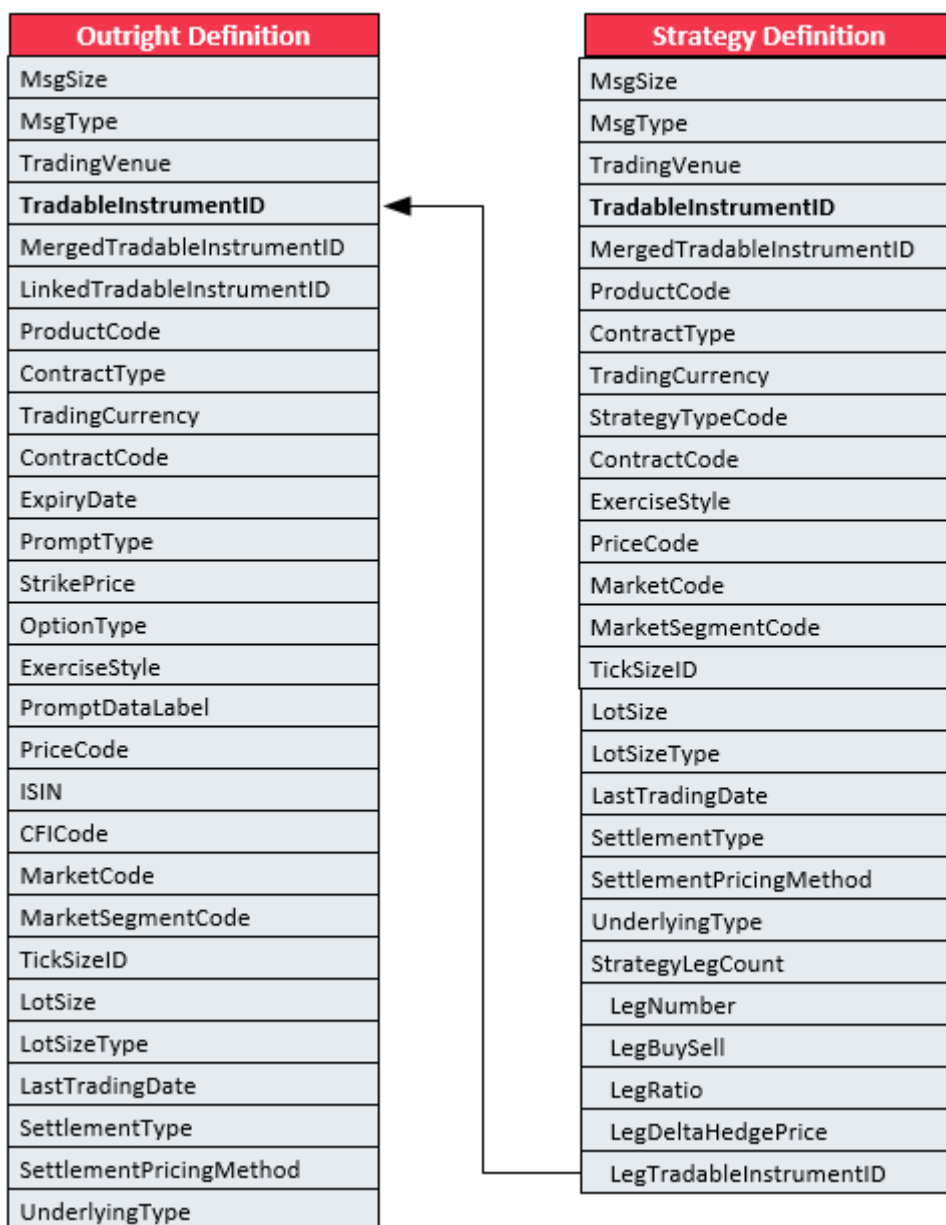 Outright Definition
MsgSize
MsgType
TradingVenue
TradableInstrumentID
MergedTradableInstrumentID
LinkedTradableInstrumentID
ProductCode
ContractType
TradingCurrency
ContractCode
ExpiryDate
PromptType
StrikePrice
OptionType
ExerciseStyle
PromptDataLabel
PriceCode
ISIN
CFICode
MarketCode
MarketSegmentCode
TickSizeID
LotSize
LotSizeType
LastTradingDate
SettlementType
SettlementPricingMethod
UnderlyingType
Strategy Definition
MsgSize
MsgType
TradingVenue
TradableInstrumentID
MergedTradableInstrumentID
ProductCode
ContractType
TradingCurrency
StrategyTypeCode
ContractCode
ExerciseStyle
PriceCode
MarketCode
MarketSegmentCode
TickSizeID
LotSize
LotSizeType
LastTradingDate
SettlementType
SettlementPricingMethod
UnderlyingType
StrategyLegCount
LegNumber
LegBuySell
LegRatio
LegDeltaHedgePrice
LegTradableInstrumentID